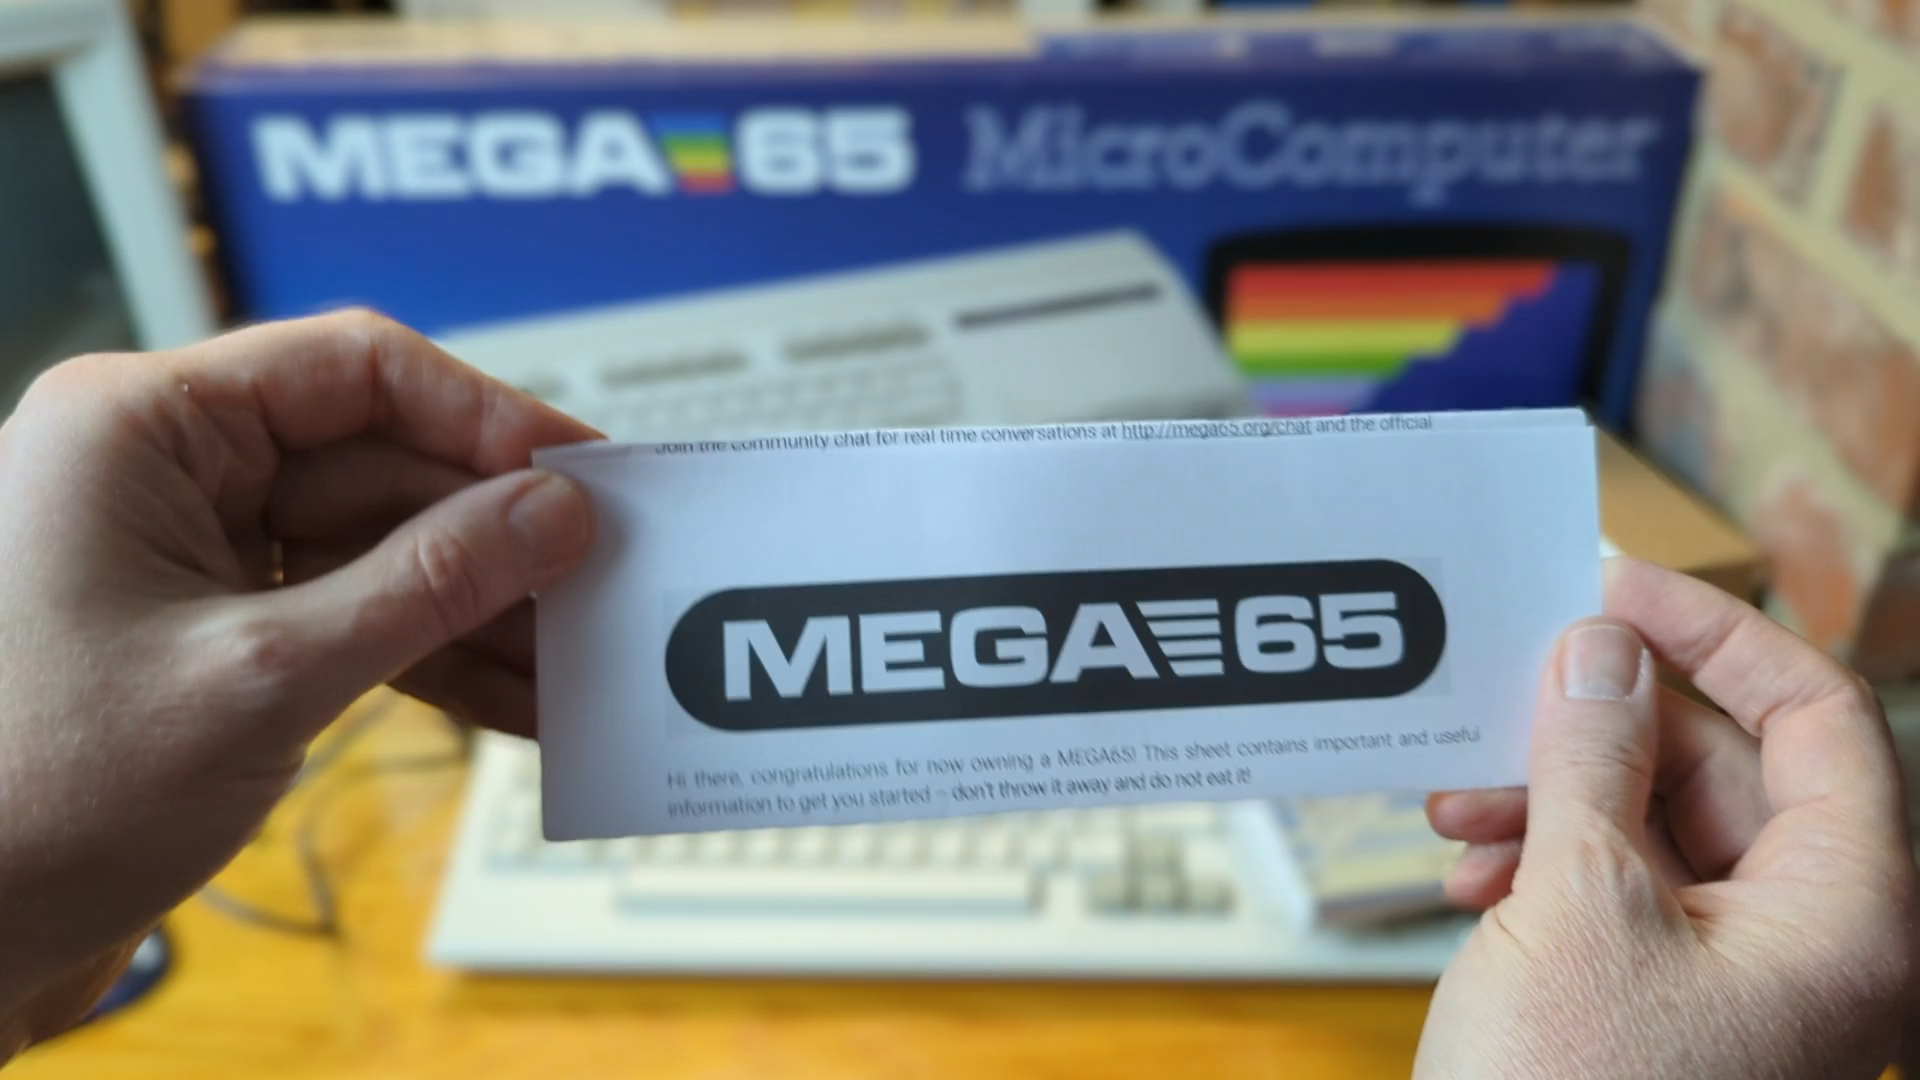 MEGA 65 MicroComputer
Join the community chat for real time conversations at http://mega65.org/chat and the official
MEGA65
Hi there, congratulations for now owning a MEGA65! This sheet contains important and useful
information to get you started – don't throw it away and do not eat it!